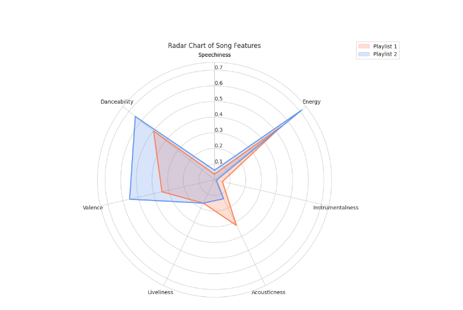 Radar Chart of Song Features
Playlist 1
Playlist 2
Speechiness
0.7
0.6
0.5
0.4
0.3
0.2
0.1
Danceability
Energy
Valence
Instrumentalness
Liveliness
Acousticness